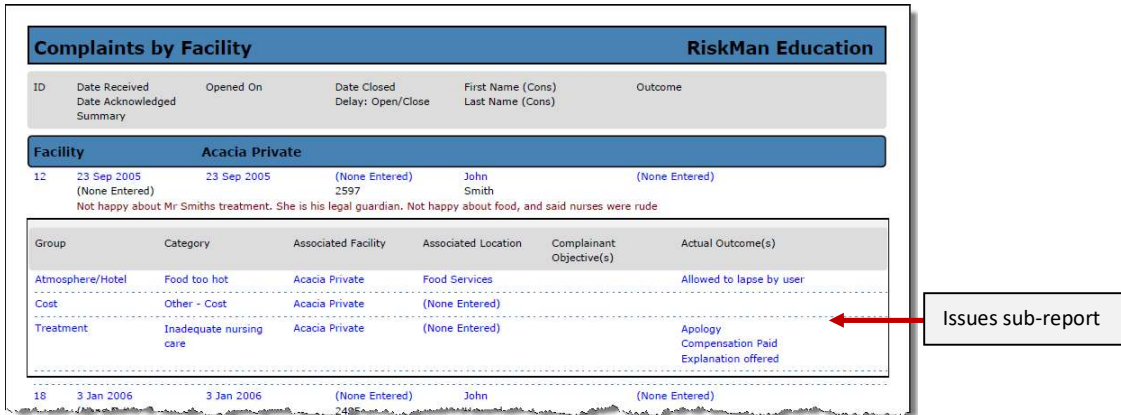 Complaints by Facility RiskMan Education
ID Date Received Opened On Date Closed First Name (Cons) Outcome
Date Acknowledged Delay: Open/Close Last Name (Cons)
Summary
Facility Acacia Private
12 23 Sep 2005 23 Sep 2005 (None Entered) John (None Entered)
(None Entered) 2597 Smith
Not happy about Mr Smiths treatment. She is his legal guardian. Not happy about food, and said nurses were rude
Group Category Associated Facility Associated Location Complainant Actual Outcome(s)
Objective(s)
Atmosphere/Hotel Food too hot Acacia Private Food Services Allowed to lapse by user
Cost Other - Cost Acacia Private (None Entered)
Treatment Inadequate nursing Acacia Private (None Entered) Apology
care Compensation Paid
Explanation offered
Issues sub-report
18 3 Jan 2006 3 Jan 2006 (None Entered) John (None Entered)